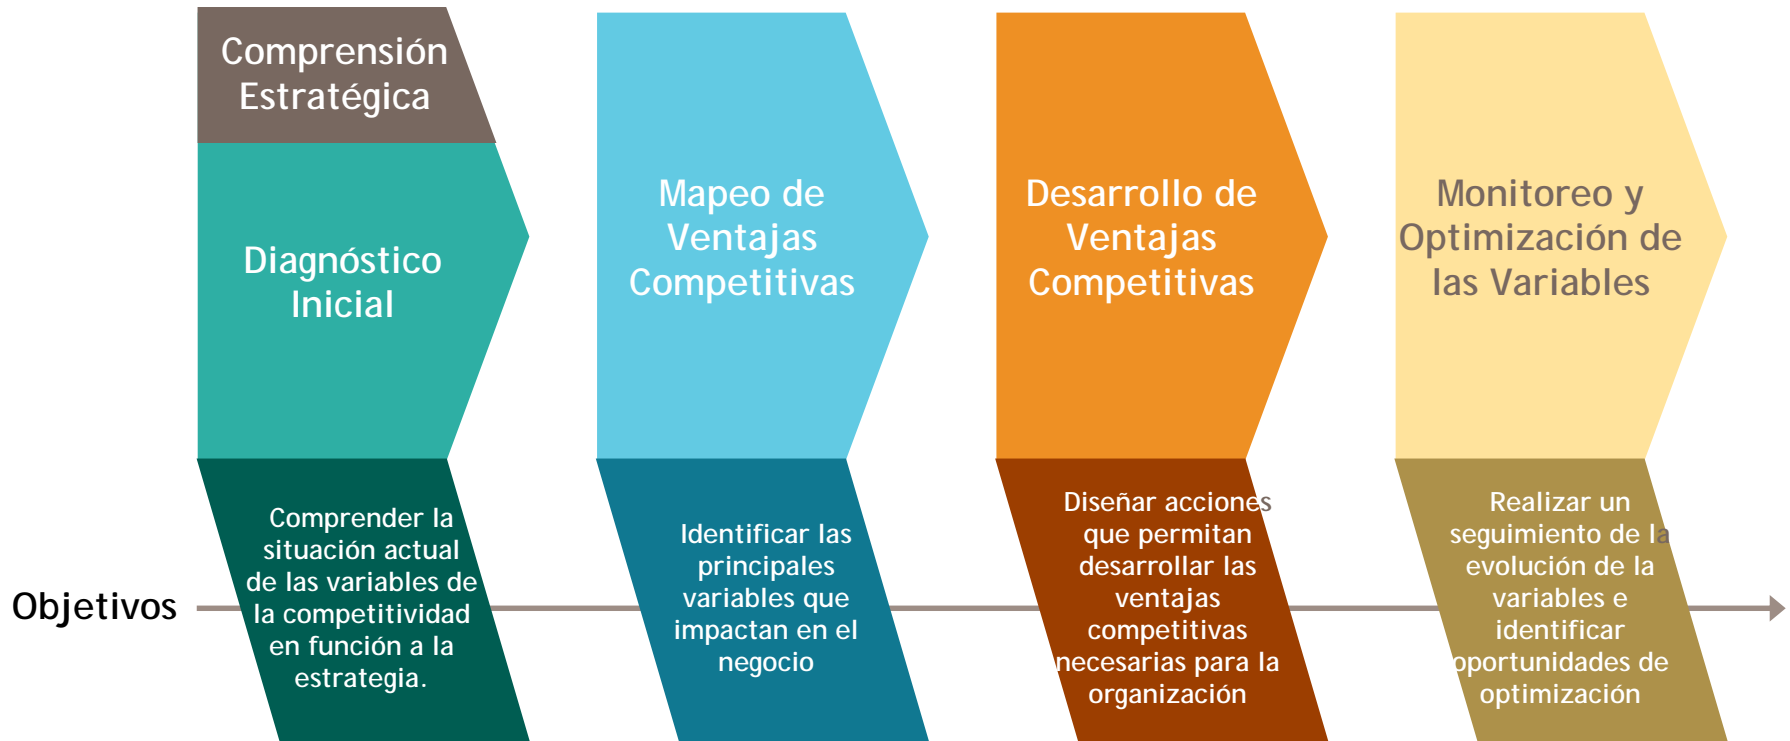 Comprensión
Estratégica
Diagnóstico
Inicial
Mapeo de
Ventajas
Competitivas
Desarrollo de
Ventajas
Competitivas
Monitoreo y
Optimización de
las Variables
Objetivos
Comprender la
situación actual
de las variables de
la competitividad
en función a la
estrategia.
Identificar las
principales
variables que
impactan en el
negocio
Diseñar acciones
que permitan
desarrollar las
ventajas
competitivas
necesarias para la
organización
Realizar un
seguimiento de la
evolución de la
variables e
identificar
oportunidades de
optimización